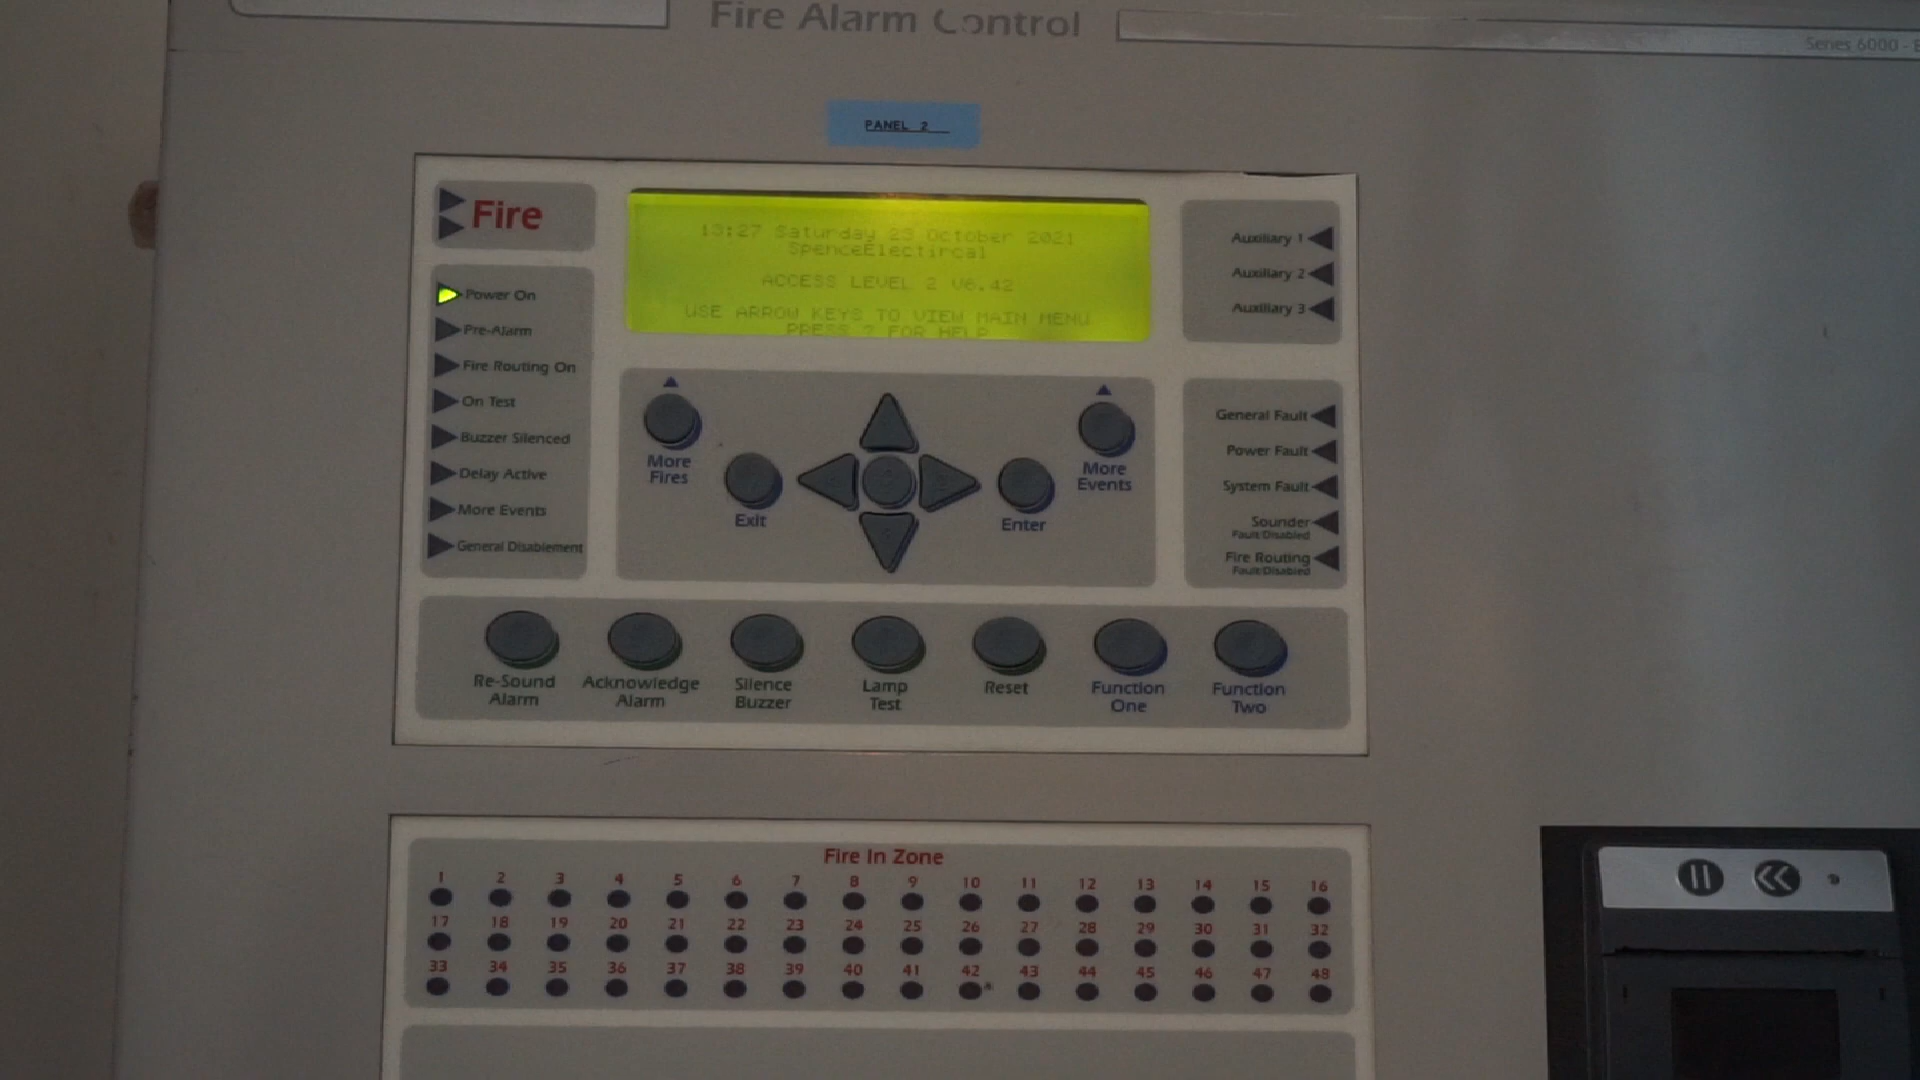 Fire Alarm Control
Series 6000 -
PANEL 2
Fire
13:27 Saturday 23 October 2021
SpenceElectircal
ACCESS LEVEL 2 V6.42
USE ARROW KEYS TO VIEW MAIN MENU
PRESS ? FOR HELP
Auxiliary 1
Auxiliary 2
Auxiliary 3
Power On
Pre-Alarm
Fire Routing On
On Test
Buzzer Silenced
Delay Active
More Events
General Disablement
More
Fires
Exit
Enter
More
Events
General Fault
Power Fault
System Fault
Sounder
Fault/Disabled
Fire Routing
Fault/Disabled
Re-Sound
Alarm
Acknowledge
Alarm
Silence
Buzzer
Lamp
Test
Reset
Function
One
Function
Two
Fire In Zone
1 2 3 4 5 6 7 8 9 10 11 12 13 14 15 16
17 18 19 20 21 22 23 24 25 26 27 28 29 30 31 32
33 34 35 36 37 38 39 40 41 42 43 44 45 46 47 48